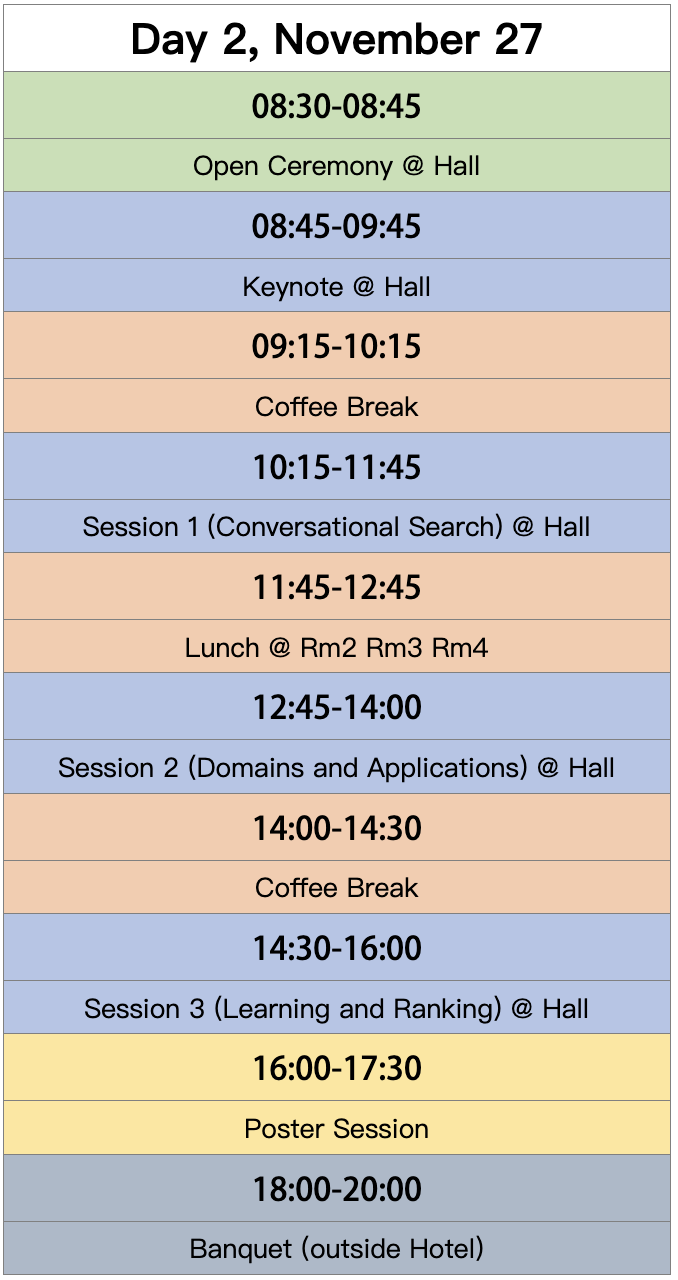 Day 2, November 27
08:30-08:45
Open Ceremony @ Hall
08:45-09:45
Keynote @ Hall
09:15-10:15
Coffee Break
10:15-11:45
Session 1 (Conversational Search) @ Hall
11:45-12:45
Lunch @ Rm2 Rm3 Rm4
12:45-14:00
Session 2 (Domains and Applications) @ Hall
14:00-14:30
Coffee Break
14:30-16:00
Session 3 (Learning and Ranking) @ Hall
16:00-17:30
Poster Session
18:00-20:00
Banquet (outside Hotel)